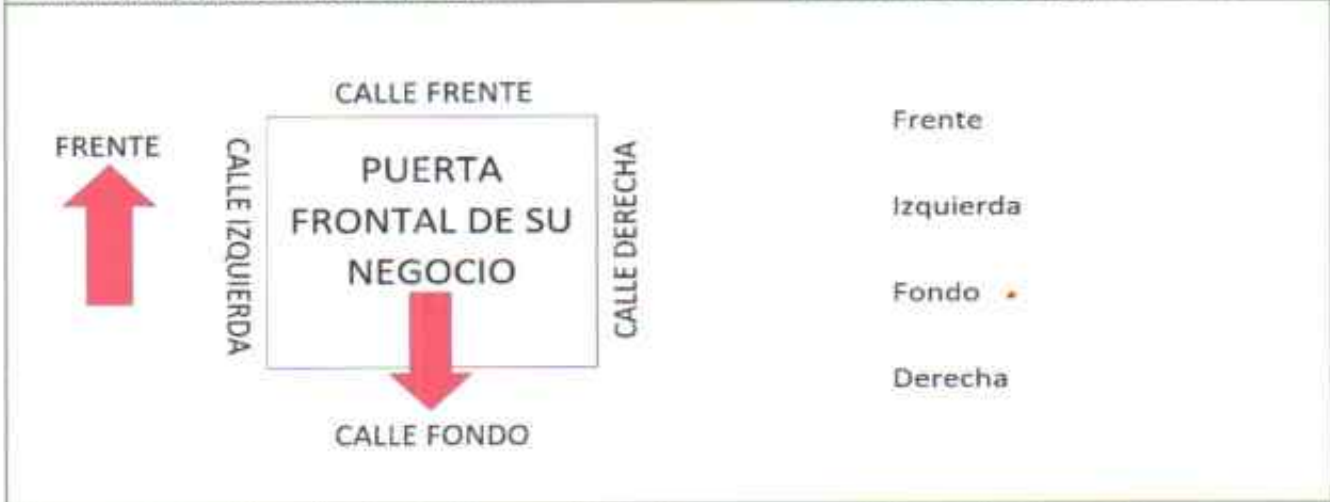 CALLE FRENTE
FRENTE
CALLE IZQUIERDA
PUERTA
FRONTAL DE SU
NEGOCIO
CALLE DERECHA
CALLE FONDO
Frente
Izquierda
Fondo
Derecha